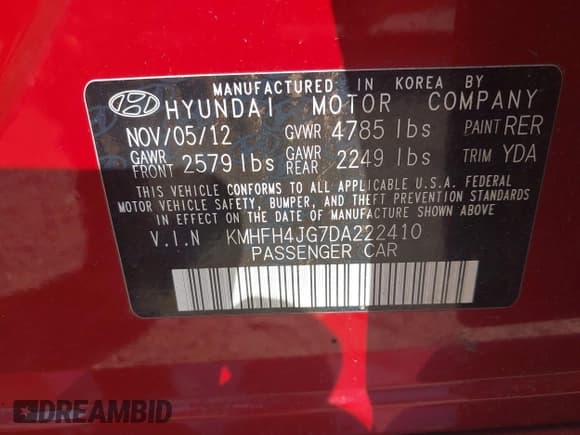 MANUFACTURED IN KOREA BY
HYUNDAI MOTOR COMPANY
NOV/05/12 GVWR 4785 lbs PAINT RER
GAWR FRONT 2579 lbs GAWR REAR 2249 lbs TRIM YDA
THIS VEHICLE CONFORMS TO ALL APPLICABLE U.S.A. FEDERAL
MOTOR VEHICLE SAFETY, BUMPER, AND THEFT PREVENTION STANDARDS
IN EFFECT ON THE DATE OF MANUFACTURE SHOWN ABOVE
V.I.N KMHFH4JG7DA222410
PASSENGER CAR
DREAMBID